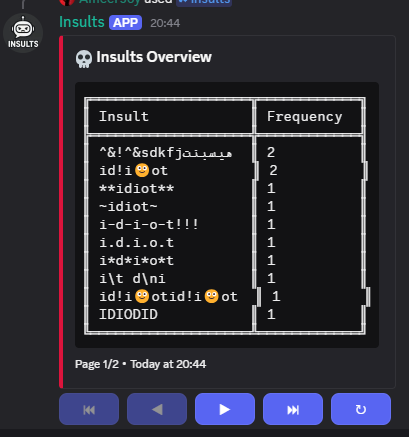 Ameersoy used Insults
INSULTS
Insults APP 20:44
💀 Insults Overview
Insult Frequency
^&!^&sdkfjهيسبنت 2
id!i🙂ot 2
**idiot** 1
~idiot~ 1
i-d-i-o-t!!! 1
i.d.i.o.t 1
i*d*i*o*t 1
i\t d\ni 1
id!i🙂otid!i🙂ot 1
IDIODID 1
Page 1/2 • Today at 20:44